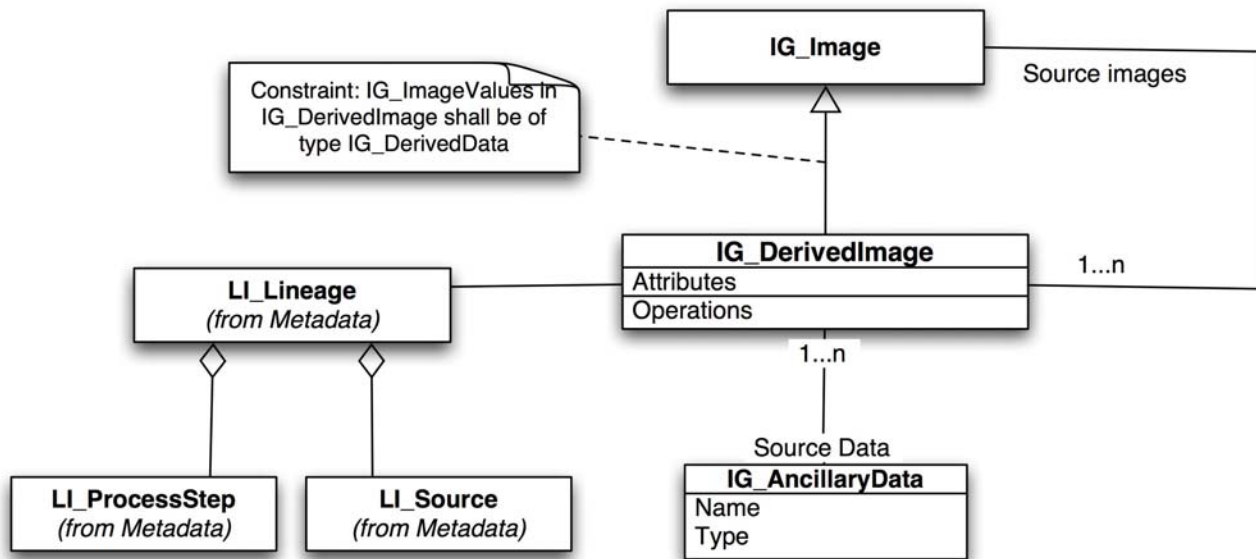 IG_Image
Source images
Constraint: IG_ImageValues in
IG_DerivedImage shall be of
type IG_DerivedData
IG_DerivedImage
Attributes
Operations
1...n
LI_Lineage
(from Metadata)
1...n
Source Data
IG_AncillaryData
Name
Type
LI_ProcessStep
(from Metadata)
LI_Source
(from Metadata)